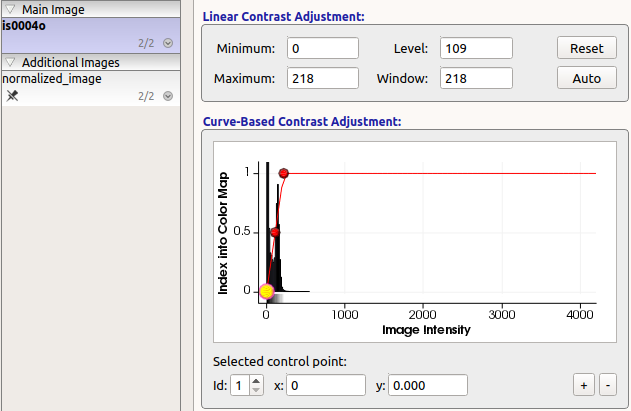 Main Image
is0004o
2/2
Additional Images
normalized_image
2/2
Linear Contrast Adjustment:
Minimum: 0 Level: 109 Reset
Maximum: 218 Window: 218 Auto
Curve-Based Contrast Adjustment:
Index into Color Map
1
0.5
0
0 1000 2000 3000 4000
Image Intensity
Selected control point:
Id: 1 x: 0 y: 0.000 + -